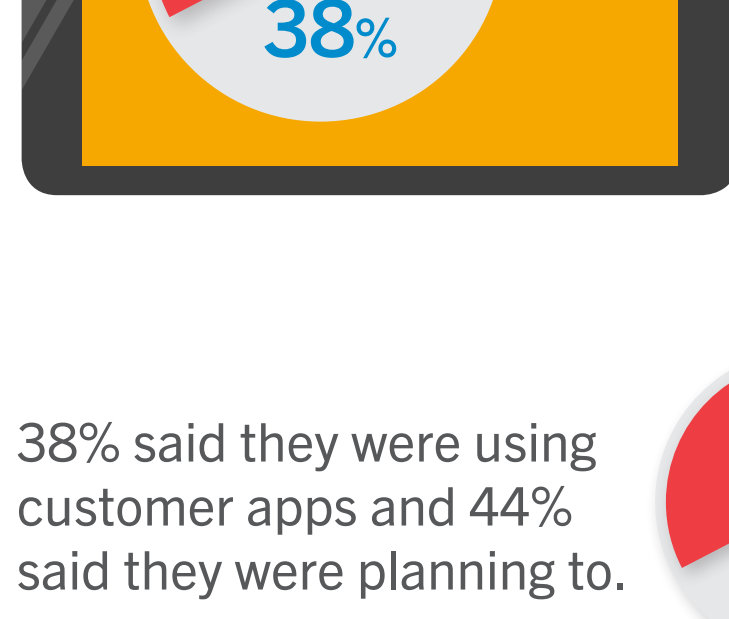 38%
38% said they were using
customer apps and 44%
said they were planning to.